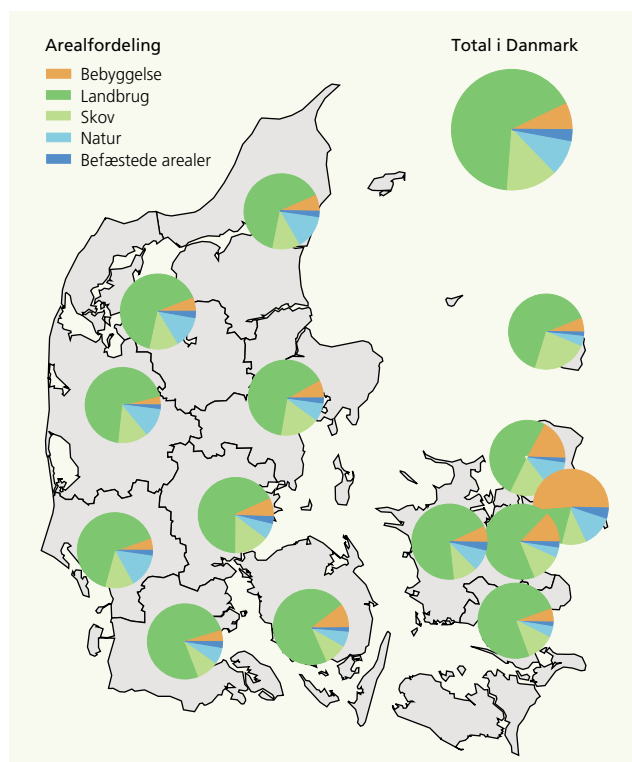 Arealfordeling
Bebyggelse
Landbrug
Skov
Natur
Befæstede arealer
Total i Danmark